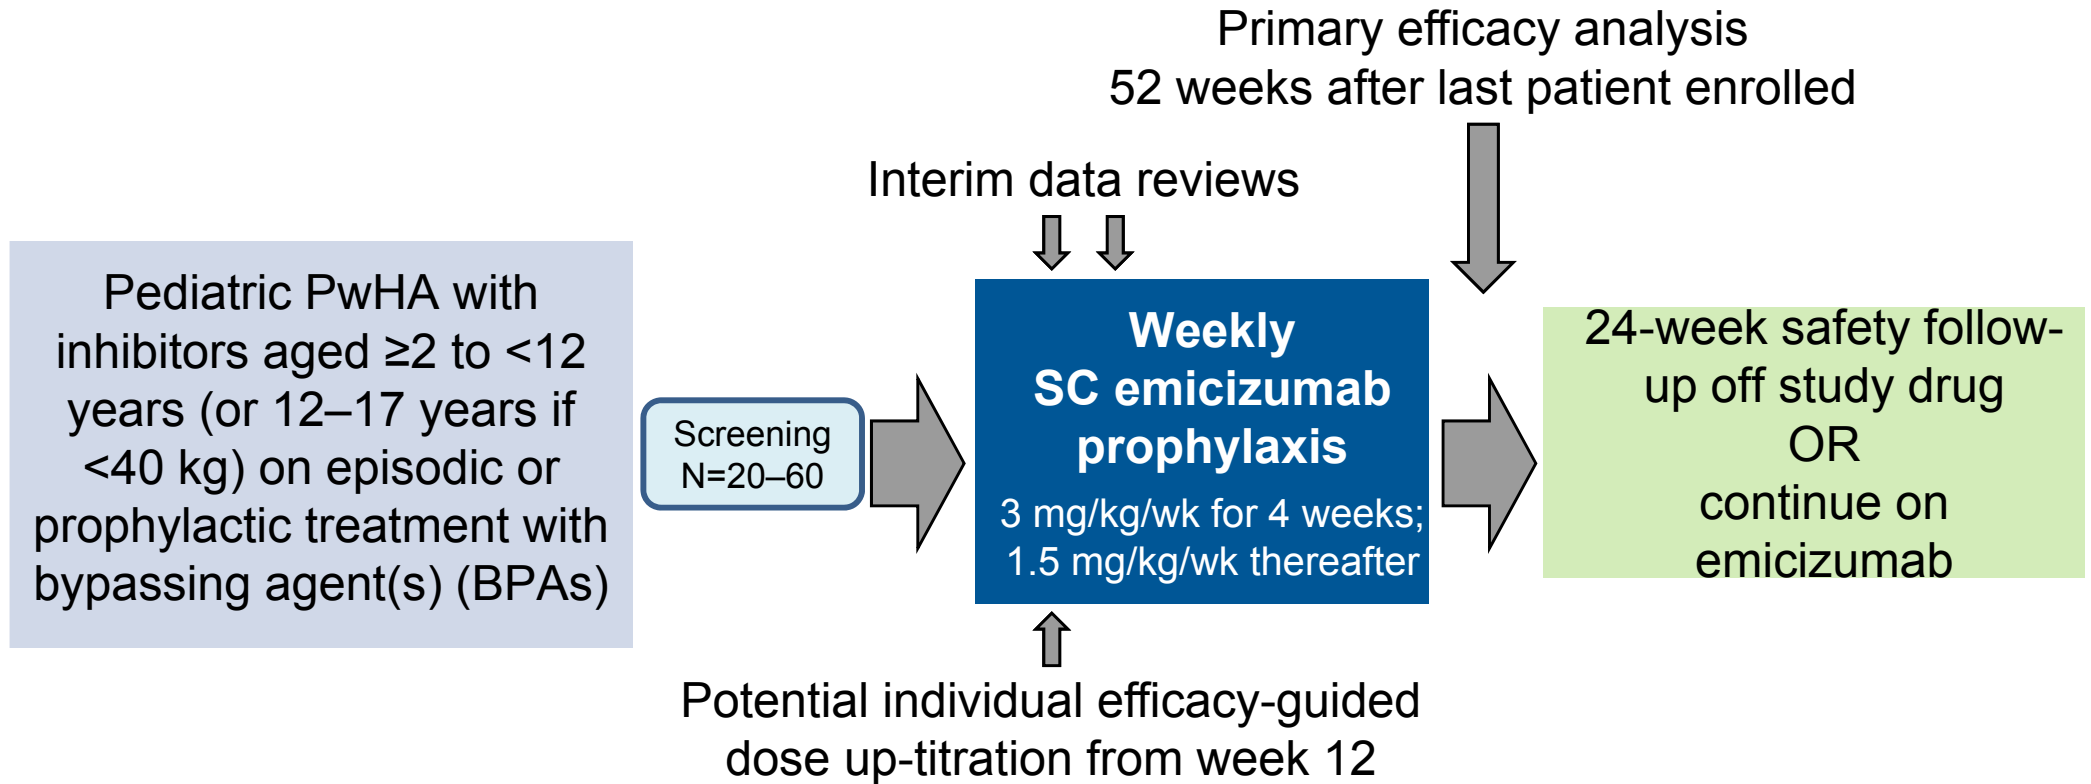 Primary efficacy analysis
52 weeks after last patient enrolled
Interim data reviews
Pediatric PwHA with
inhibitors aged ≥2 to <12
years (or 12–17 years if
<40 kg) on episodic or
prophylactic treatment with
bypassing agent(s) (BPAs)
Screening
N=20–60
Weekly
SC emicizumab
prophylaxis
3 mg/kg/wk for 4 weeks;
1.5 mg/kg/wk thereafter
24-week safety follow-
up off study drug
OR
continue on
emicizumab
Potential individual efficacy-guided
dose up-titration from week 12